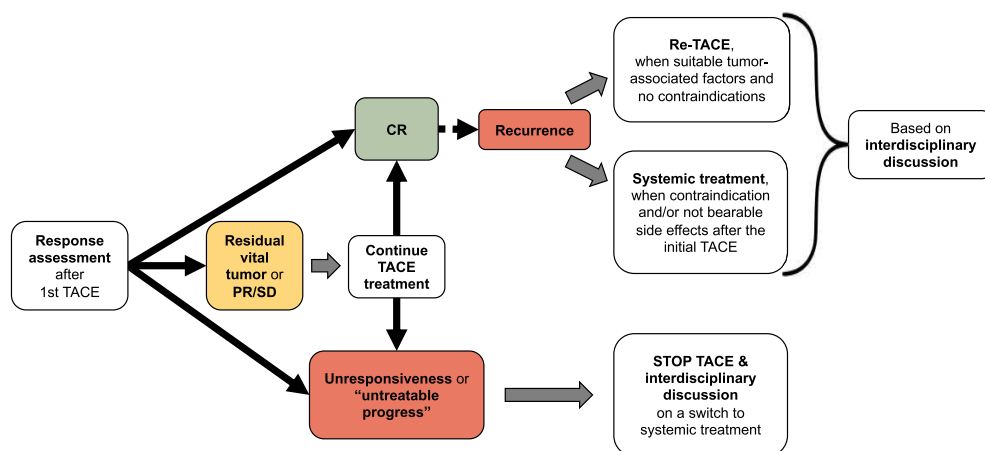 Response
assessment
after
1st TACE
Residual
vital
tumor or
PR/SD
Continue
TACE
treatment
CR
Recurrence
Re-TACE,
when suitable tumor-
associated factors and
no contraindications
Systemic treatment,
when contraindication
and/or not bearable
side effects after the
initial TACE
Based on
interdisciplinary
discussion
Unresponsiveness or
“untreatable
progress”
STOP TACE &
interdisciplinary
discussion
on a switch to
systemic treatment